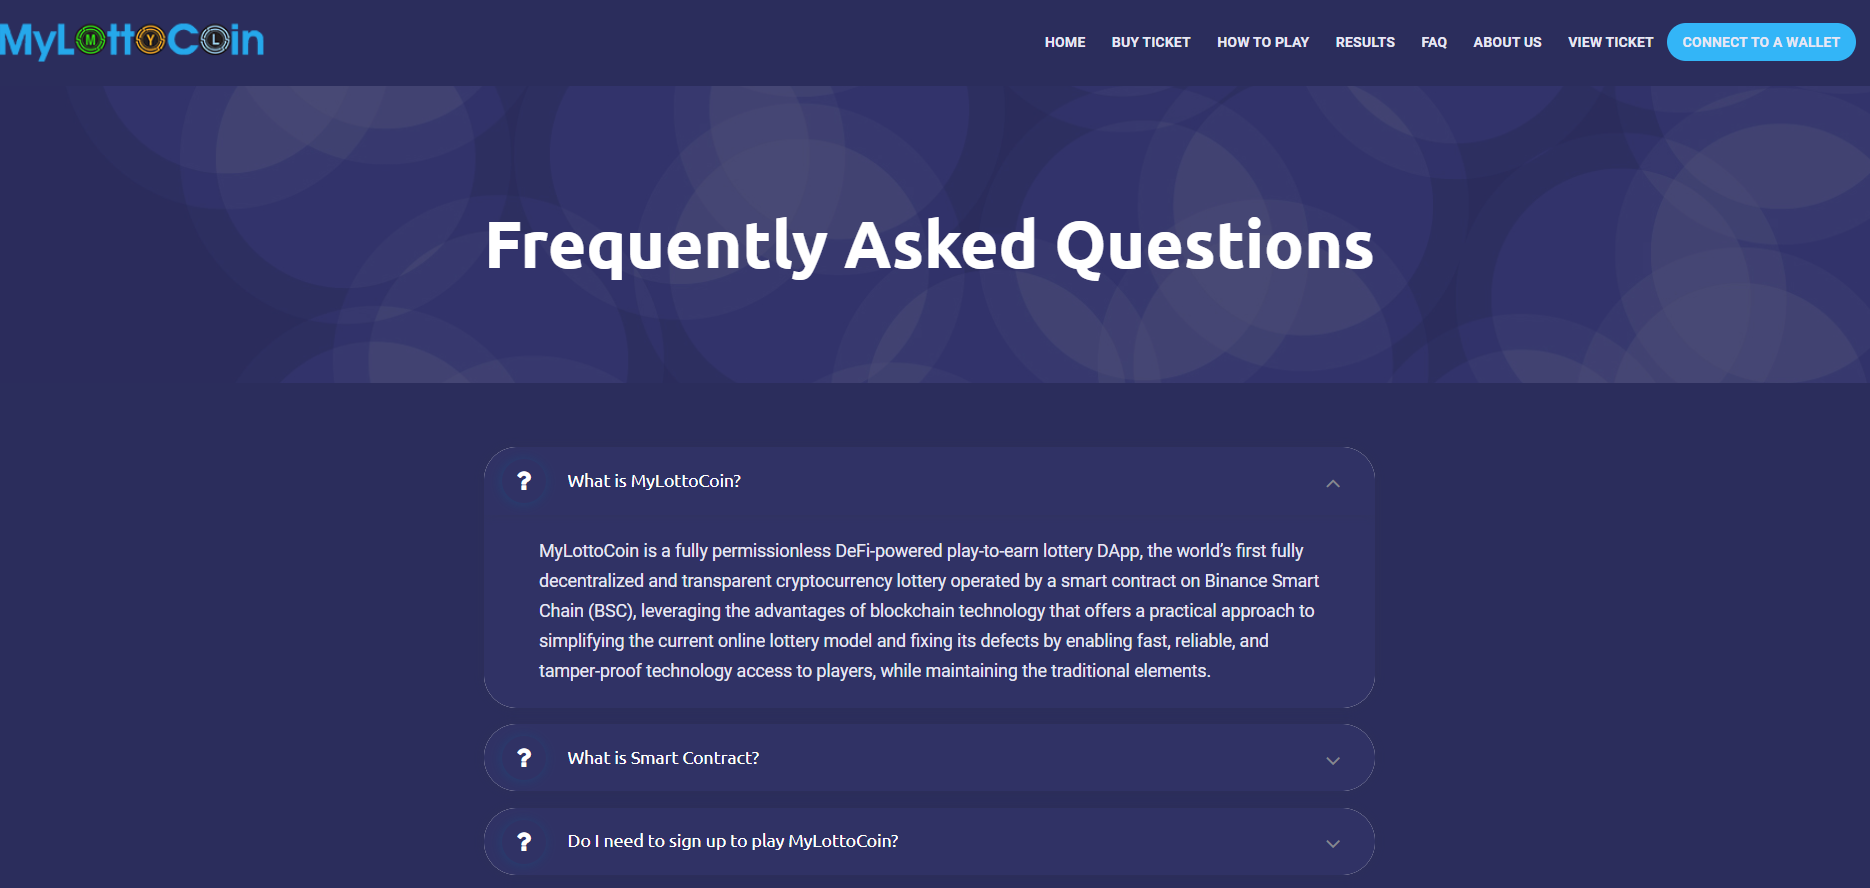 MyLottoCoin
HOME BUY TICKET HOW TO PLAY RESULTS FAQ ABOUT US VIEW TICKET CONNECT TO A WALLET
Frequently Asked Questions
? What is MyLottoCoin?
MyLottoCoin is a fully permissionless DeFi-powered play-to-earn lottery DApp, the world’s first fully
decentralized and transparent cryptocurrency lottery operated by a smart contract on Binance Smart
Chain (BSC), leveraging the advantages of blockchain technology that offers a practical approach to
simplifying the current online lottery model and fixing its defects by enabling fast, reliable, and
tamper-proof technology access to players, while maintaining the traditional elements.
? What is Smart Contract?
? Do I need to sign up to play MyLottoCoin?